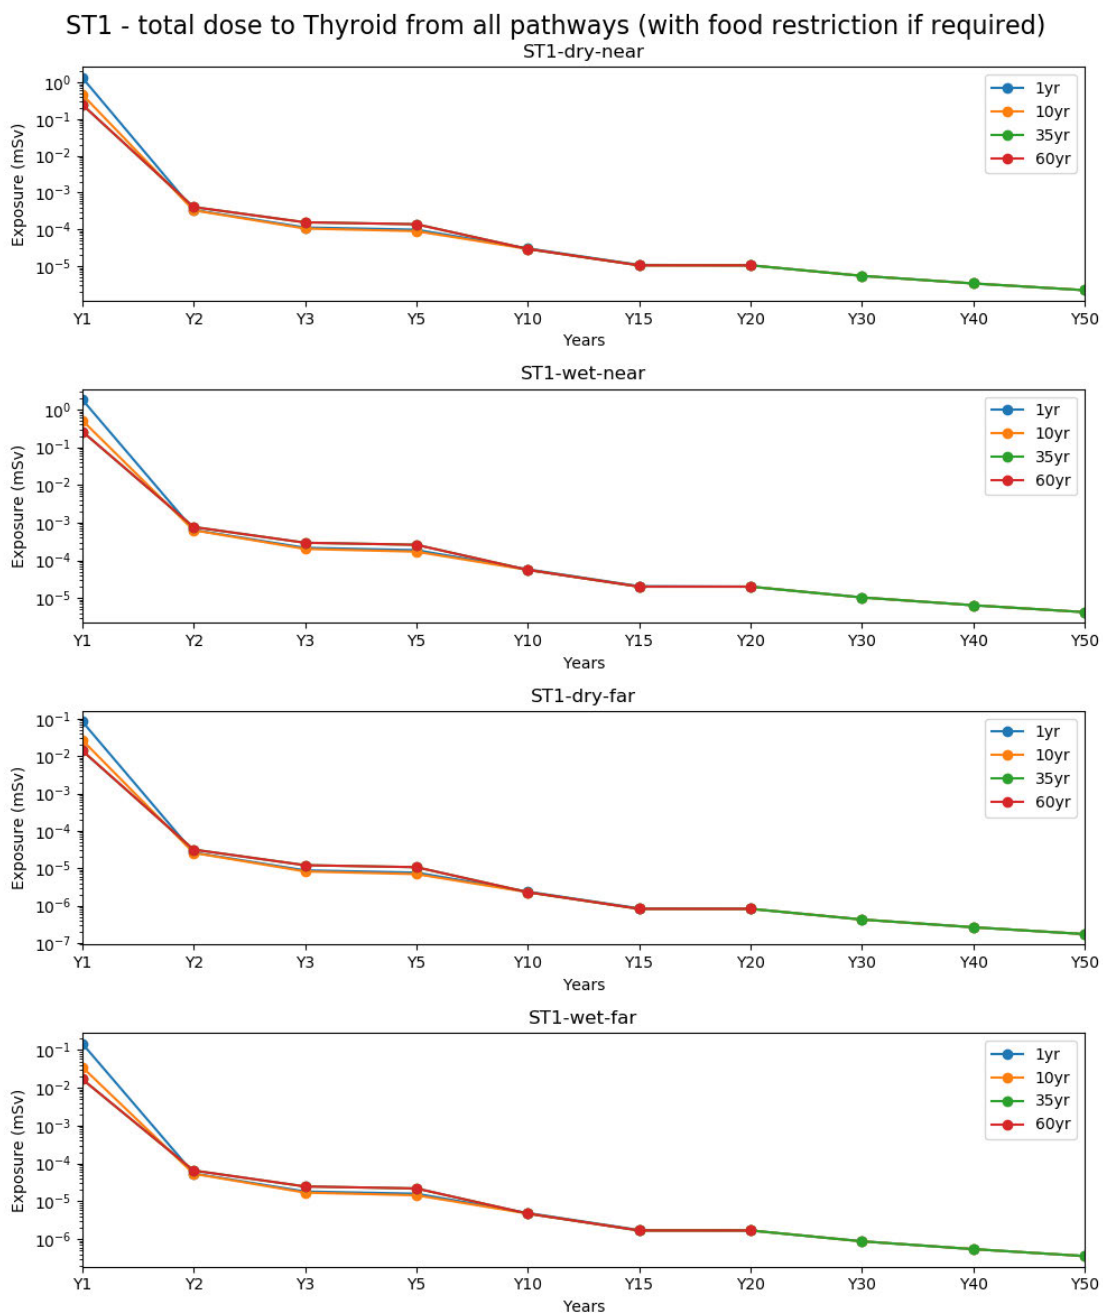 ST1 - total dose to Thyroid from all pathways (with food restriction if required)
ST1-dry-near
10⁰
10⁻¹
10⁻²
10⁻³
10⁻⁴
10⁻⁵
Exposure (mSv)
1yr
10yr
35yr
60yr
Y1 Y2 Y3 Y5 Y10 Y15 Y20 Y30 Y40 Y50
Years
ST1-wet-near
10⁰
10⁻¹
10⁻²
10⁻³
10⁻⁴
10⁻⁵
Exposure (mSv)
1yr
10yr
35yr
60yr
Y1 Y2 Y3 Y5 Y10 Y15 Y20 Y30 Y40 Y50
Years
ST1-dry-far
10⁻¹
10⁻²
10⁻³
10⁻⁴
10⁻⁵
10⁻⁶
10⁻⁷
Exposure (mSv)
1yr
10yr
35yr
60yr
Y1 Y2 Y3 Y5 Y10 Y15 Y20 Y30 Y40 Y50
Years
ST1-wet-far
10⁻¹
10⁻²
10⁻³
10⁻⁴
10⁻⁵
10⁻⁶
Exposure (mSv)
1yr
10yr
35yr
60yr
Y1 Y2 Y3 Y5 Y10 Y15 Y20 Y30 Y40 Y50
Years